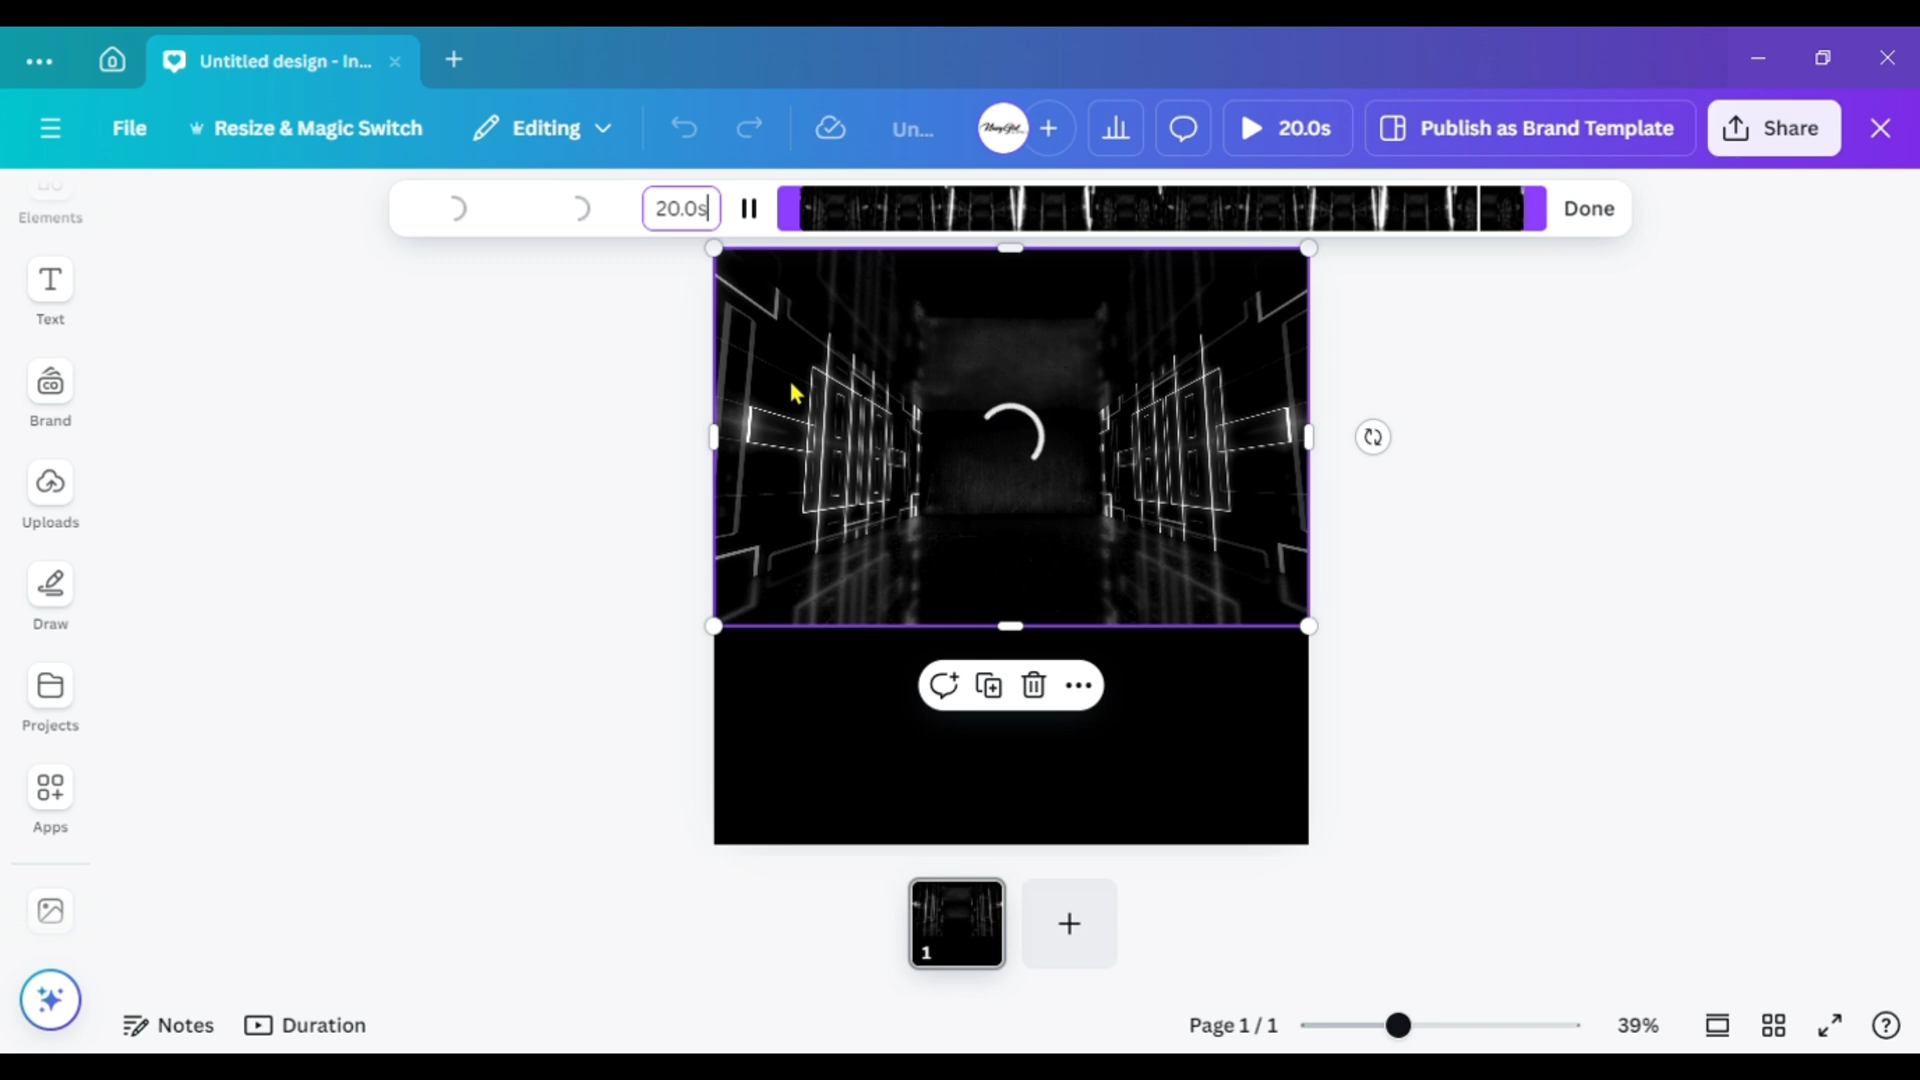 Untitled design - In...
File
Resize & Magic Switch
Editing
Un...
20.0s
Publish as Brand Template
Share
Elements
20.0s
Done
Text
Brand
CO
Uploads
Draw
Projects
Apps
1
Notes
Duration
Page 1 / 1
39%